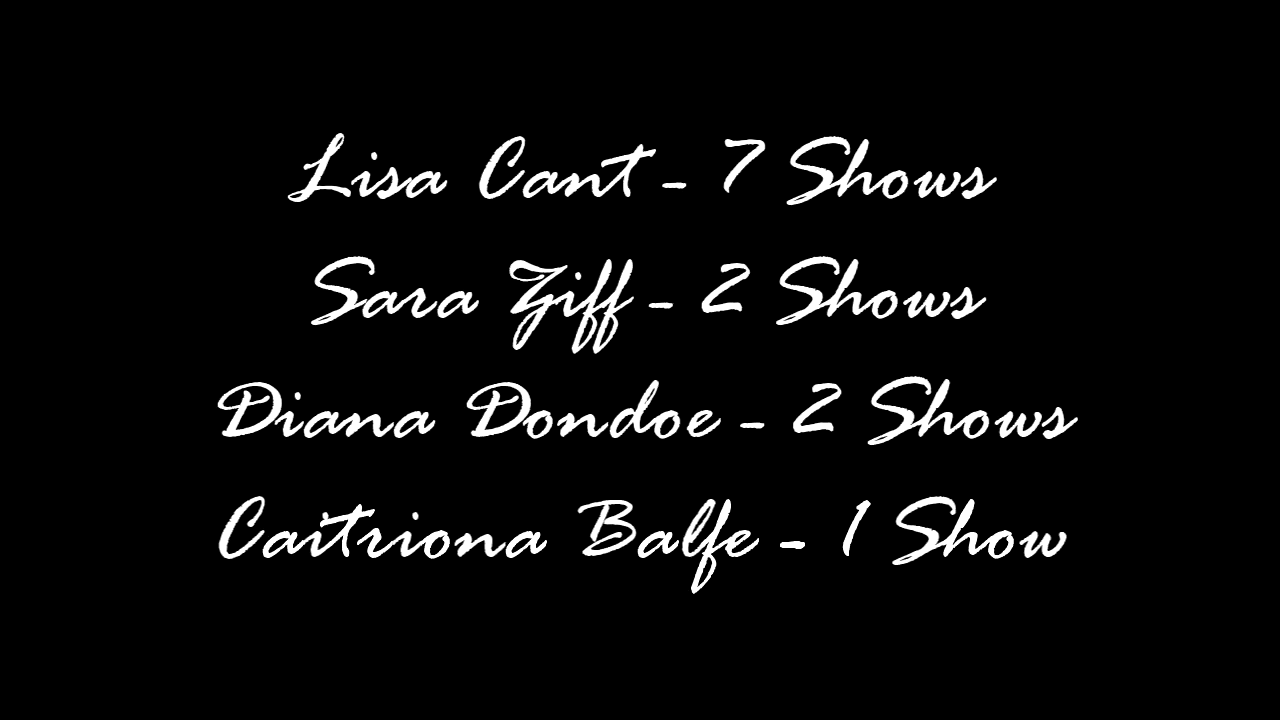 Lisa Cant - 7 Shows
Sara Ziff - 2 Shows
Diana Dondoe - 2 Shows
Caitriona Balfe - 1 Show